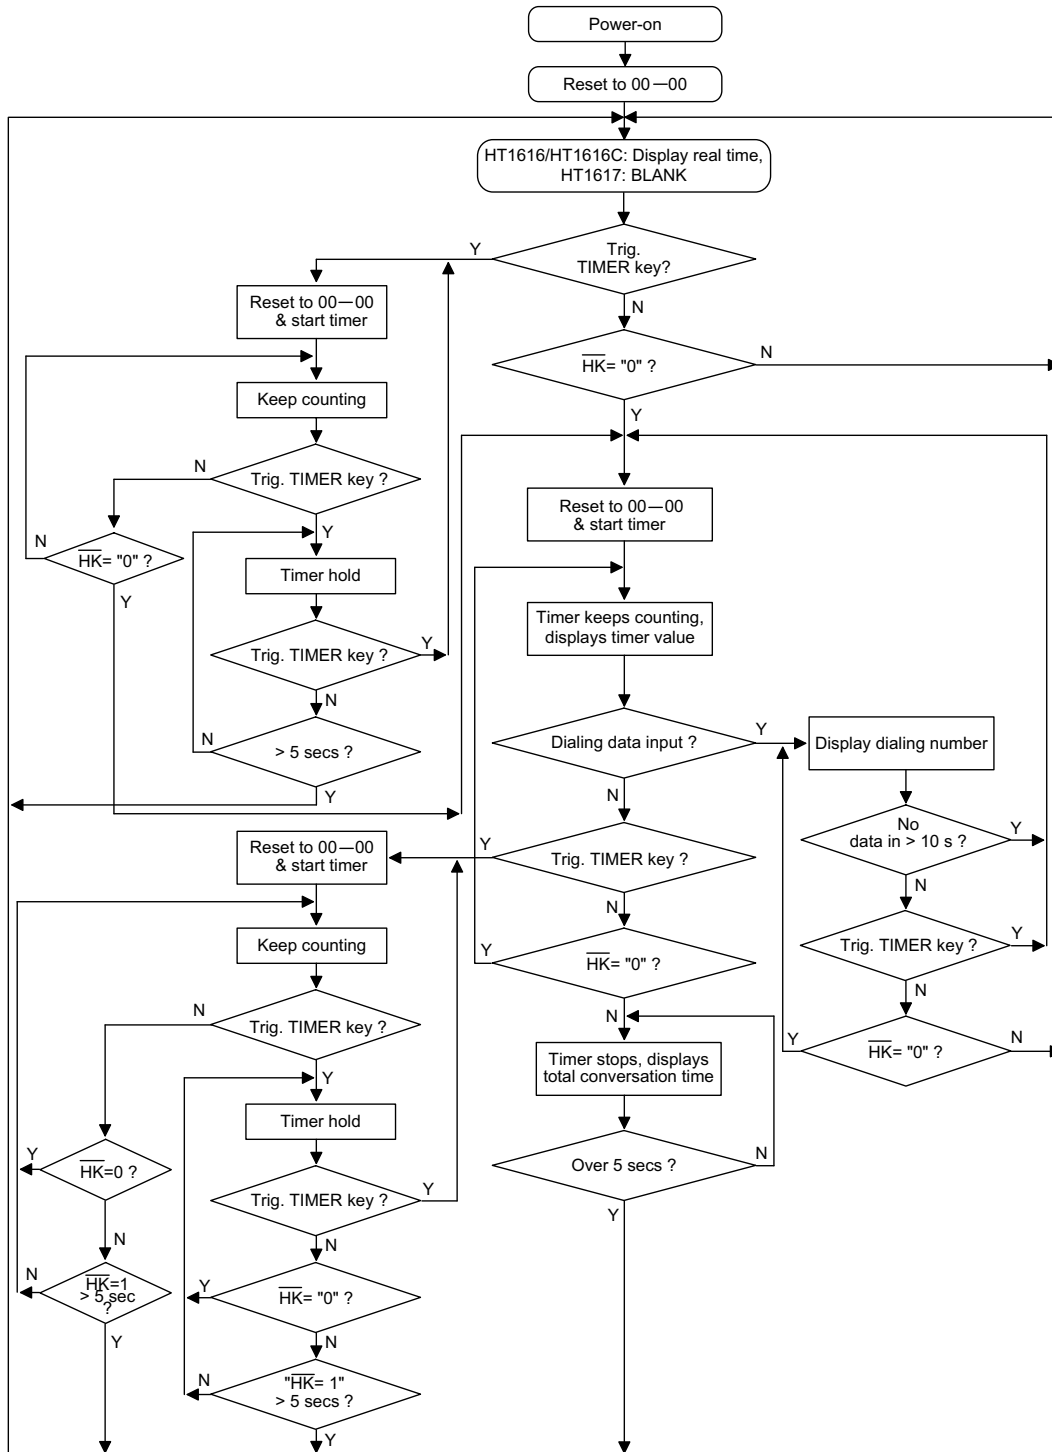 Power-on
Reset to 00—00
HT1616/HT1616C: Display real time,
HT1617: BLANK
Trig.
TIMER key?
Y
N
HK= "0" ?
N
Y
Reset to 00—00
& start timer
Keep counting
Trig. TIMER key ?
N
Y
HK= "0" ?
N
Y
Timer hold
Trig. TIMER key ?
Y
N
> 5 secs ?
N
Y
Reset to 00—00
& start timer
Timer keeps counting,
displays timer value
Dialing data input ?
Y
N
Display dialing number
No
data in > 10 s ?
Y
N
Trig. TIMER key ?
Y
N
HK= "0" ?
Y
N
Trig. TIMER key ?
Y
N
HK= "0" ?
Y
N
Timer stops, displays
total conversation time
Over 5 secs ?
N
Y
Reset to 00—00
& start timer
Keep counting
Trig. TIMER key ?
N
Y
HK=0 ?
Y
N
HK=1
> 5 sec
?
N
Y
Timer hold
Trig. TIMER key ?
Y
N
HK= "0" ?
Y
N
"HK= 1"
> 5 secs ?
N
Y